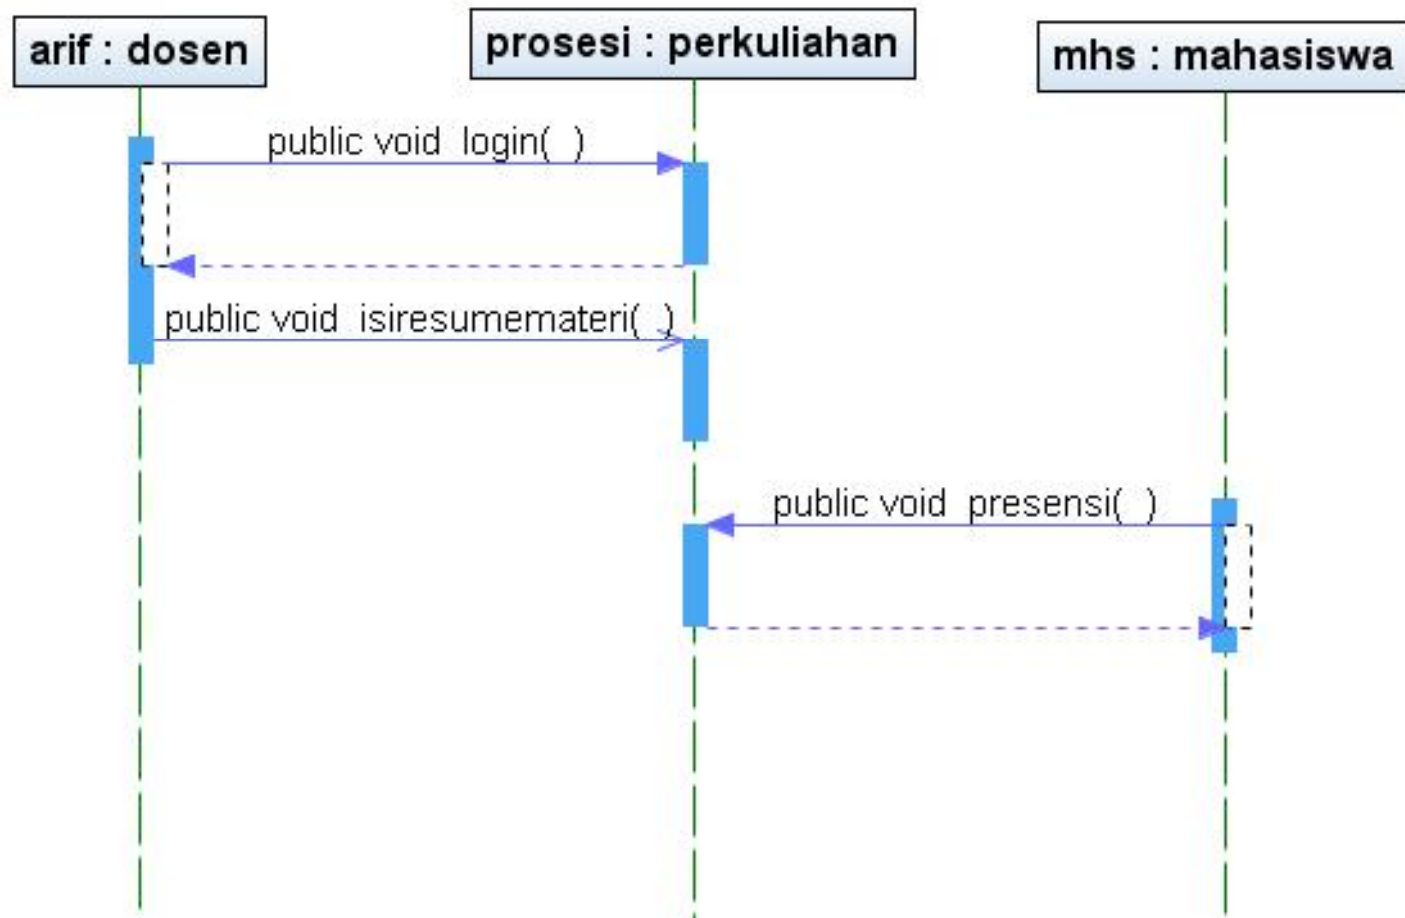 arif : dosen
prosesi : perkuliahan
mhs : mahasiswa
public void login( )
public void isiresumemateri( )
public void presensi( )